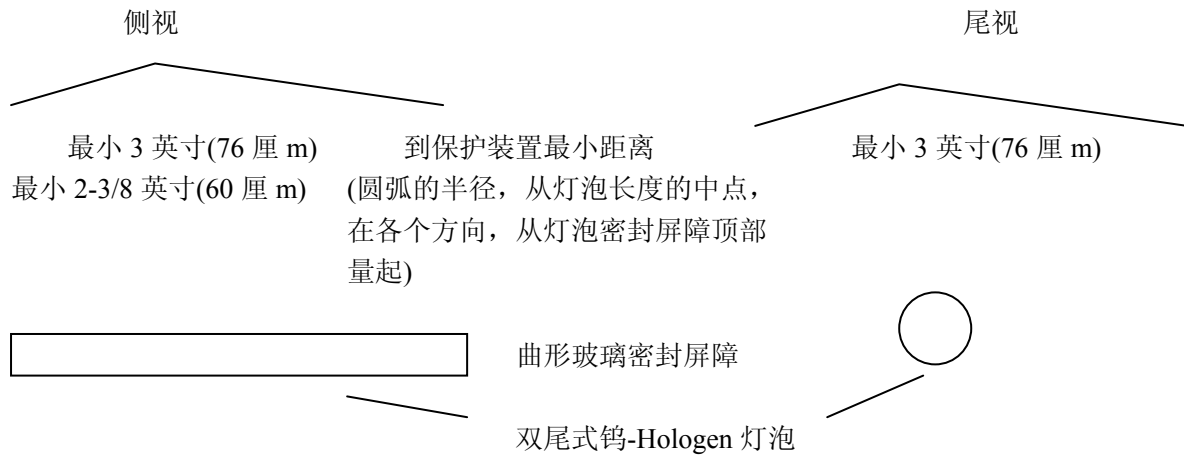 侧视 尾视
最小 3 英寸(76 厘 m) 到保护装置最小距离 最小 3 英寸(76 厘 m)
最小 2-3/8 英寸(60 厘 m) (圆弧的半径，从灯泡长度的中点，
在各个方向，从灯泡密封屏障顶部
量起)
曲形玻璃密封屏障
双尾式钨-Hologen 灯泡